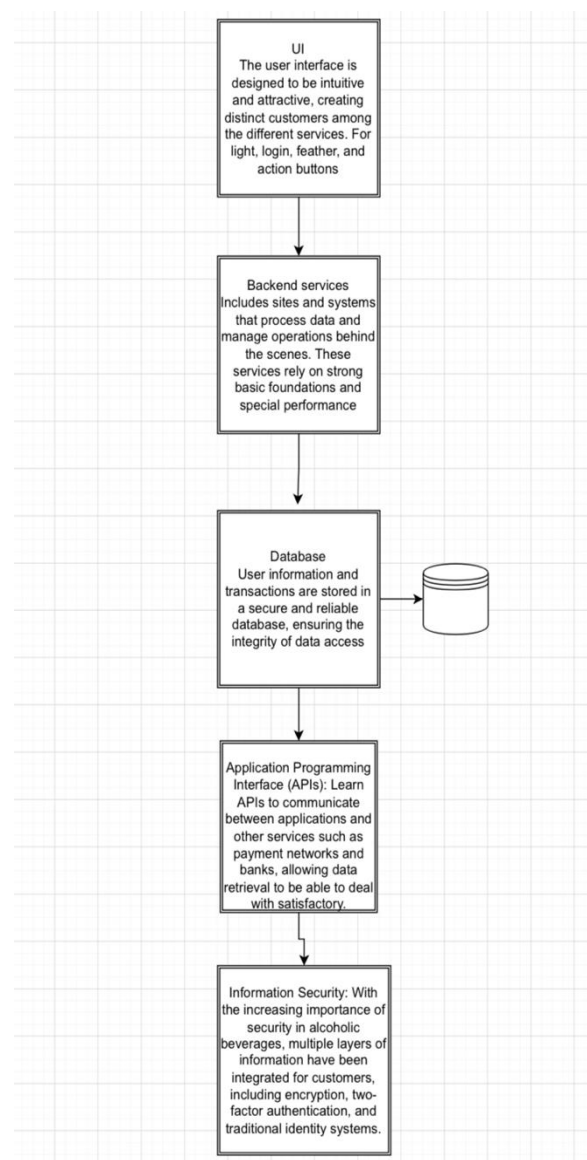 UI
The user interface is
designed to be intuitive
and attractive, creating
distinct customers among
the different services. For
light, login, feather, and
action buttons
Backend services
Includes sites and systems
that process data and
manage operations behind
the scenes. These
services rely on strong
basic foundations and
special performance
Database
User information and
transactions are stored in
a secure and reliable
database, ensuring the
integrity of data access
Application Programming
Interface (APIs): Learn
APIs to communicate
between applications and
other services such as
payment networks and
banks, allowing data
retrieval to be able to deal
with satisfactory.
Information Security: With
the increasing importance of
security in alcoholic
beverages, multiple layers of
information have been
integrated for customers,
including encryption, two-
factor authentication, and
traditional identity systems.